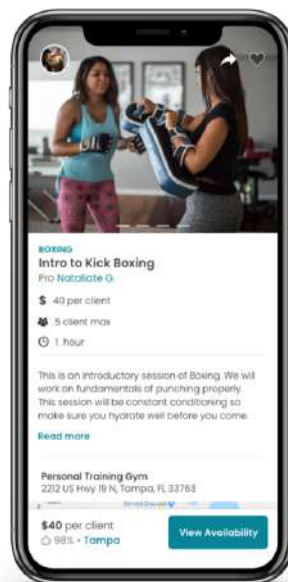 BOXING
Intro to Kick Boxing
Pro Nataliate G.
$ 40 per client
5 client max
1 hour
This is an introductory session of Boxing. We will
work on fundamentals of punching properly.
This session will be constant conditioning so
make sure you hydrate well before you come.
Read more
Personal Training Gym
2212 US Hwy 19 N, Tampa, FL 33763
$40 per client
98% • Tampa
View Availability